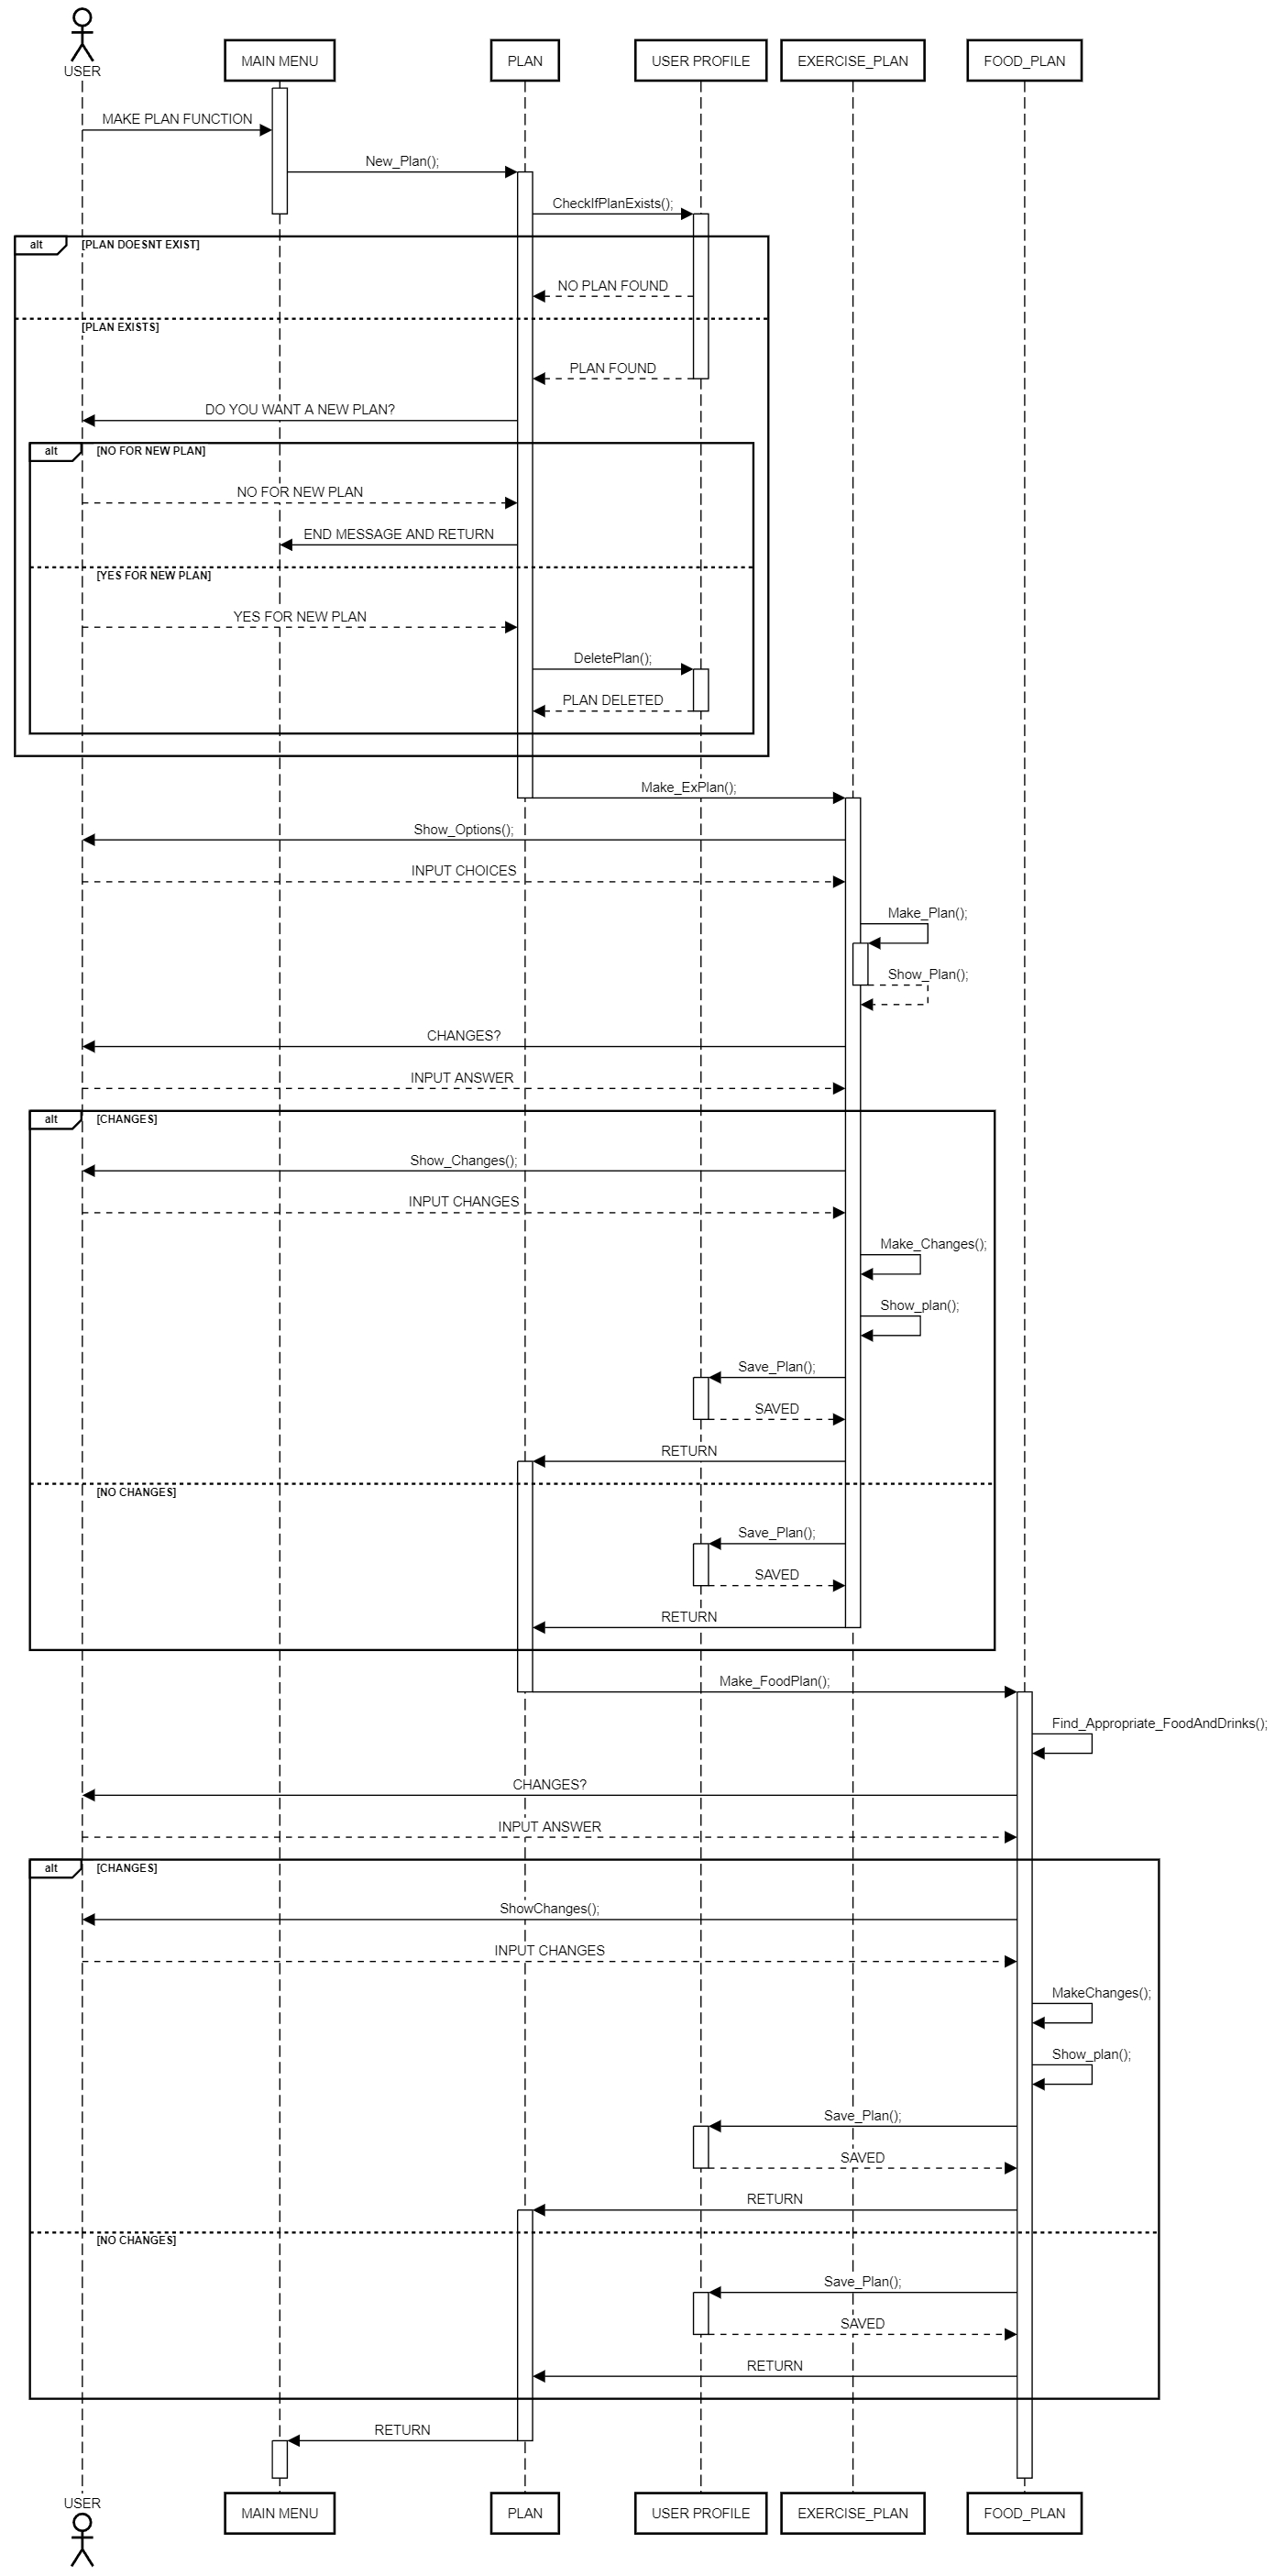 USER
MAIN MENU
PLAN
USER PROFILE
EXERCISE_PLAN
FOOD_PLAN
MAKE PLAN FUNCTION
New_Plan();
CheckIfPlanExists();
alt
[PLAN DOESNT EXIST]
NO PLAN FOUND
[PLAN EXISTS]
PLAN FOUND
DO YOU WANT A NEW PLAN?
alt
[NO FOR NEW PLAN]
NO FOR NEW PLAN
END MESSAGE AND RETURN
[YES FOR NEW PLAN]
YES FOR NEW PLAN
DeletePlan();
PLAN DELETED
Make_ExPlan();
Show_Options();
INPUT CHOICES
Make_Plan();
Show_Plan();
CHANGES?
INPUT ANSWER
alt
[CHANGES]
Show_Changes();
INPUT CHANGES
Make_Changes();
Show_plan();
Save_Plan();
SAVED
RETURN
[NO CHANGES]
Save_Plan();
SAVED
RETURN
Make_FoodPlan();
Find_Appropriate_FoodAndDrinks();
CHANGES?
INPUT ANSWER
alt
[CHANGES]
ShowChanges();
INPUT CHANGES
MakeChanges();
Show_plan();
Save_Plan();
SAVED
RETURN
[NO CHANGES]
Save_Plan();
SAVED
RETURN
RETURN
USER
MAIN MENU
PLAN
USER PROFILE
EXERCISE_PLAN
FOOD_PLAN